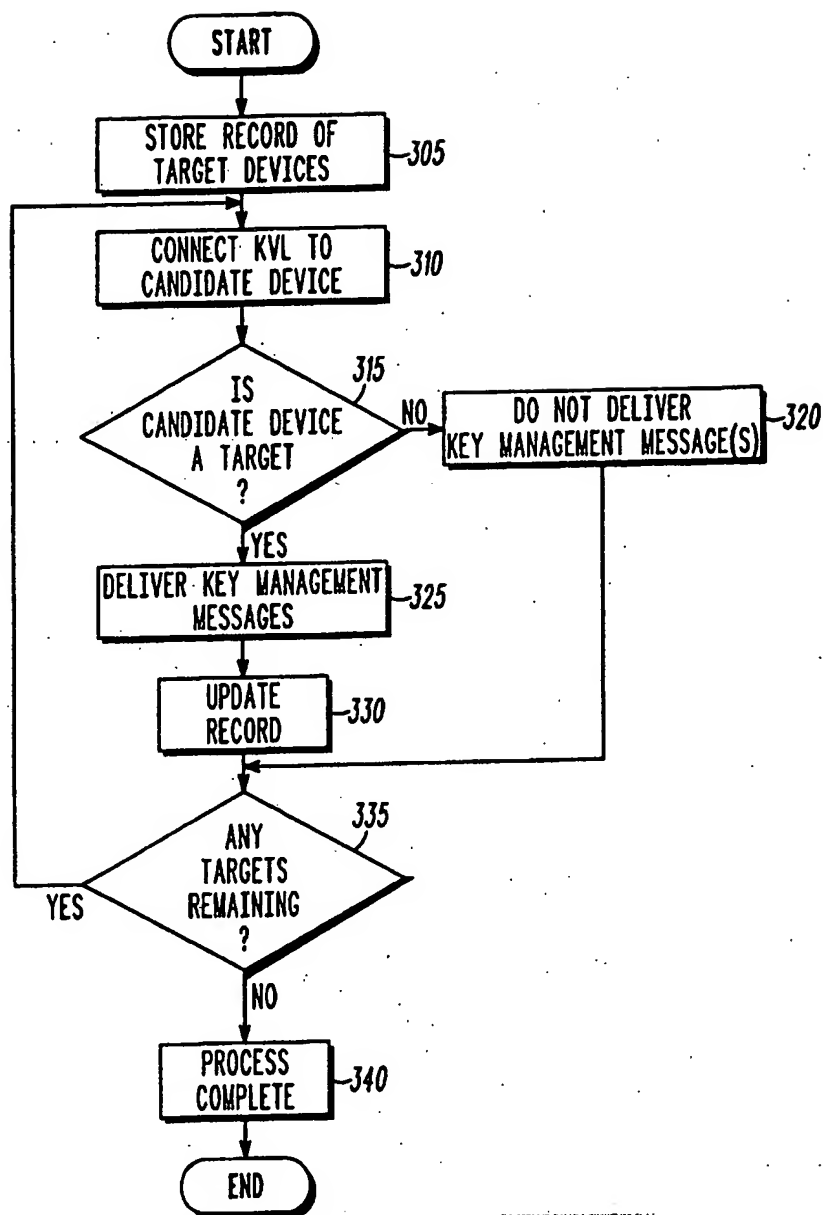 START
STORE RECORD OF
TARGET DEVICES
305
CONNECT KVL TO
CANDIDATE DEVICE
310
315
IS
CANDIDATE DEVICE
A TARGET
?
NO
DO NOT DELIVER
KEY MANAGEMENT MESSAGE(S)
320
YES
DELIVER KEY MANAGEMENT
MESSAGES
325
UPDATE
RECORD
330
335
ANY
TARGETS
REMAINING
?
YES
NO
PROCESS
COMPLETE
340
END